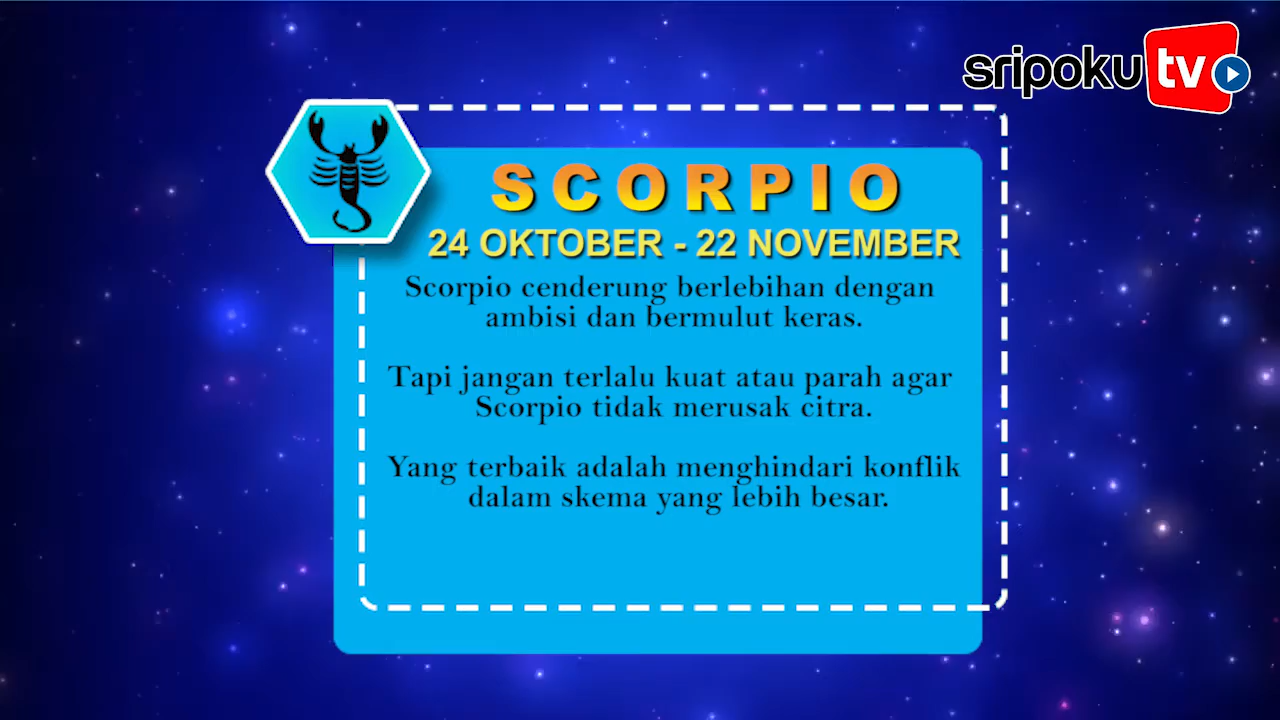 sripoku tv
SCORPIO
24 OKTOBER - 22 NOVEMBER
Scorpio cenderung berlebihan dengan
ambisi dan bermulut keras.
Tapi jangan terlalu kuat atau parah agar
Scorpio tidak merusak citra.
Yang terbaik adalah menghindari konflik
dalam skema yang lebih besar.